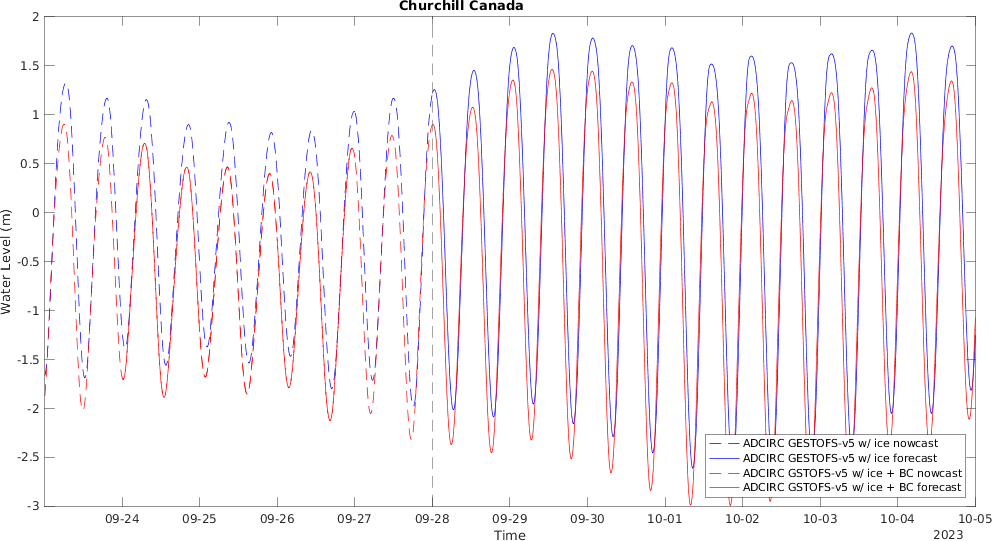 Churchill Canada
2
1.5
1
0.5
0
-0.5
-1
-1.5
-2
-2.5
-3
Water Level (m)
ADCIRC GESTOFS-v5 w/ ice nowcast
ADCIRC GESTOFS-v5 w/ ice forecast
ADCIRC GSTOFS-v5 w/ ice + BC nowcast
ADCIRC GSTOFS-v5 w/ ice + BC forecast
09-24 09-25 09-26 09-27 09-28 09-29 09-30 10-01 10-02 10-03 10-04 10-05
Time
2023